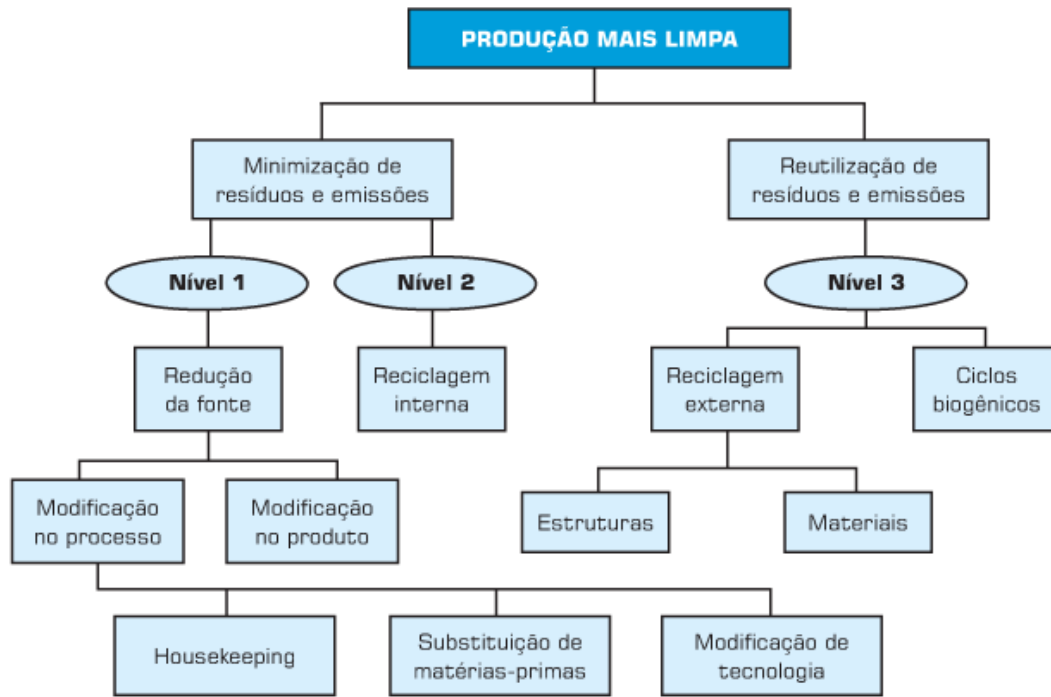 PRODUÇÃO MAIS LIMPA
Minimização de
resíduos e emissões
Reutilização de
resíduos e emissões
Nível 1
Nível 2
Nível 3
Redução
da fonte
Reciclagem
interna
Reciclagem
externa
Ciclos
biogênicos
Modificação
no processo
Modificação
no produto
Estruturas
Materiais
Housekeeping
Substituição de
matérias-primas
Modificação de
tecnologia